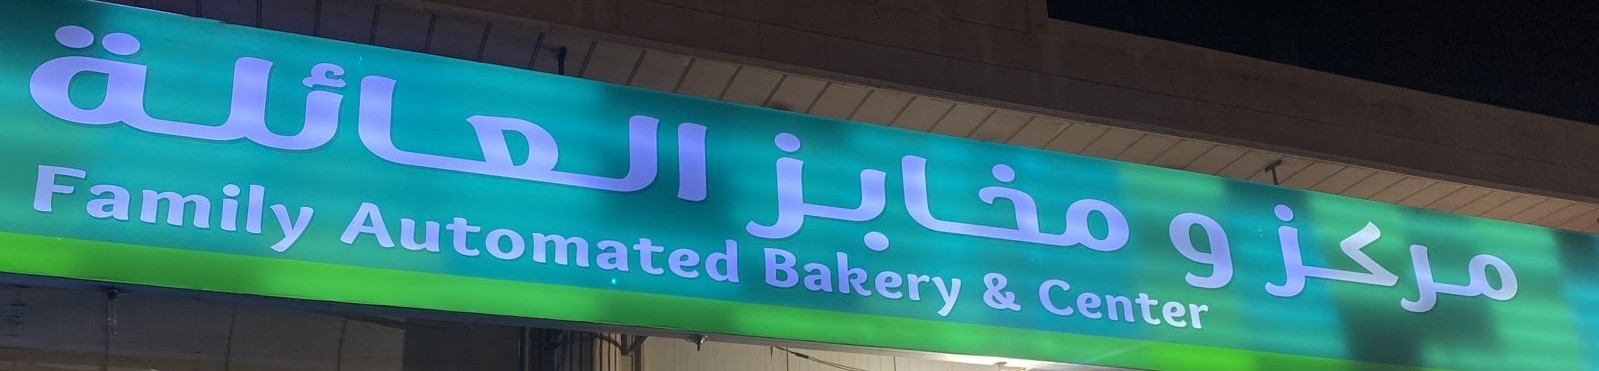 مركز و مخابز العائلة
Family Automated Bakery & Center